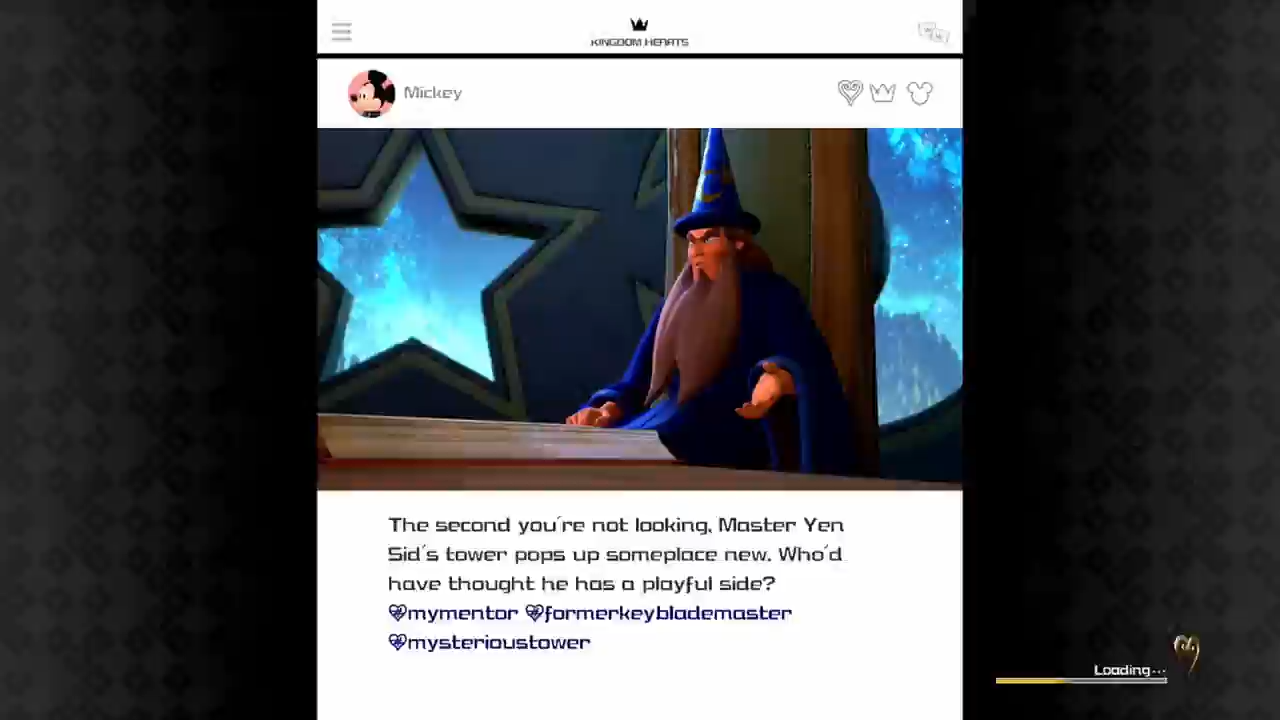 KINGDOM HEARTS
Mickey
The second you're not looking, Master Yen
Sid's tower pops up someplace new. Who'd
have thought he has a playful side?
mymentor formerkeyblademaster
mysterioustower
Loading...